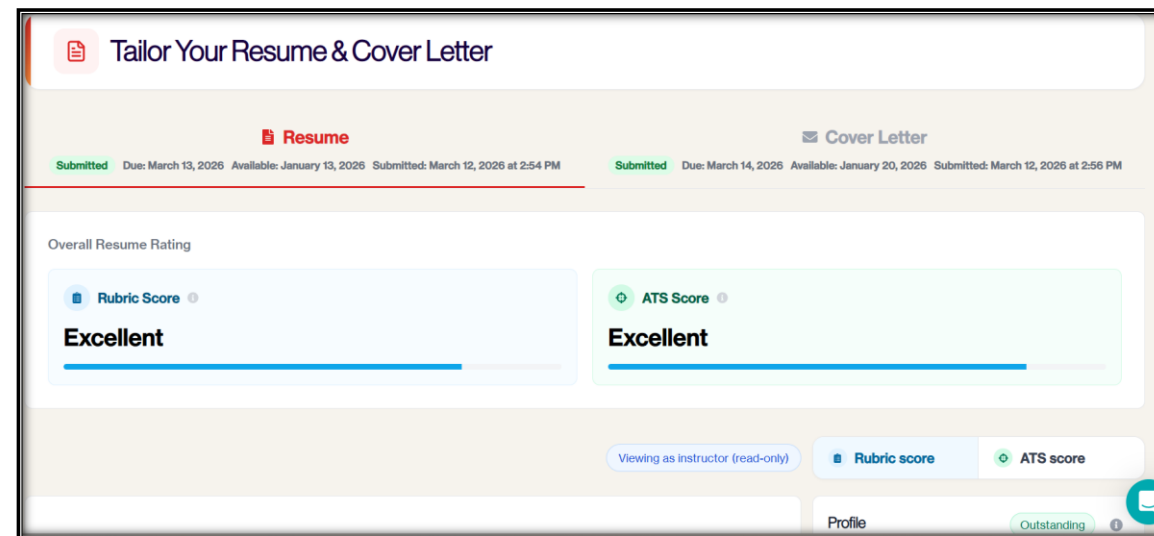 Tailor Your Resume & Cover Letter
Resume
Submitted Due: March 13, 2026 Available: January 13, 2026 Submitted: March 12, 2026 at 2:54 PM
Cover Letter
Submitted Due: March 14, 2026 Available: January 20, 2026 Submitted: March 12, 2026 at 2:56 PM
Overall Resume Rating
Rubric Score
Excellent
ATS Score
Excellent
Viewing as instructor (read-only)
Rubric score
ATS score
Profile
Outstanding